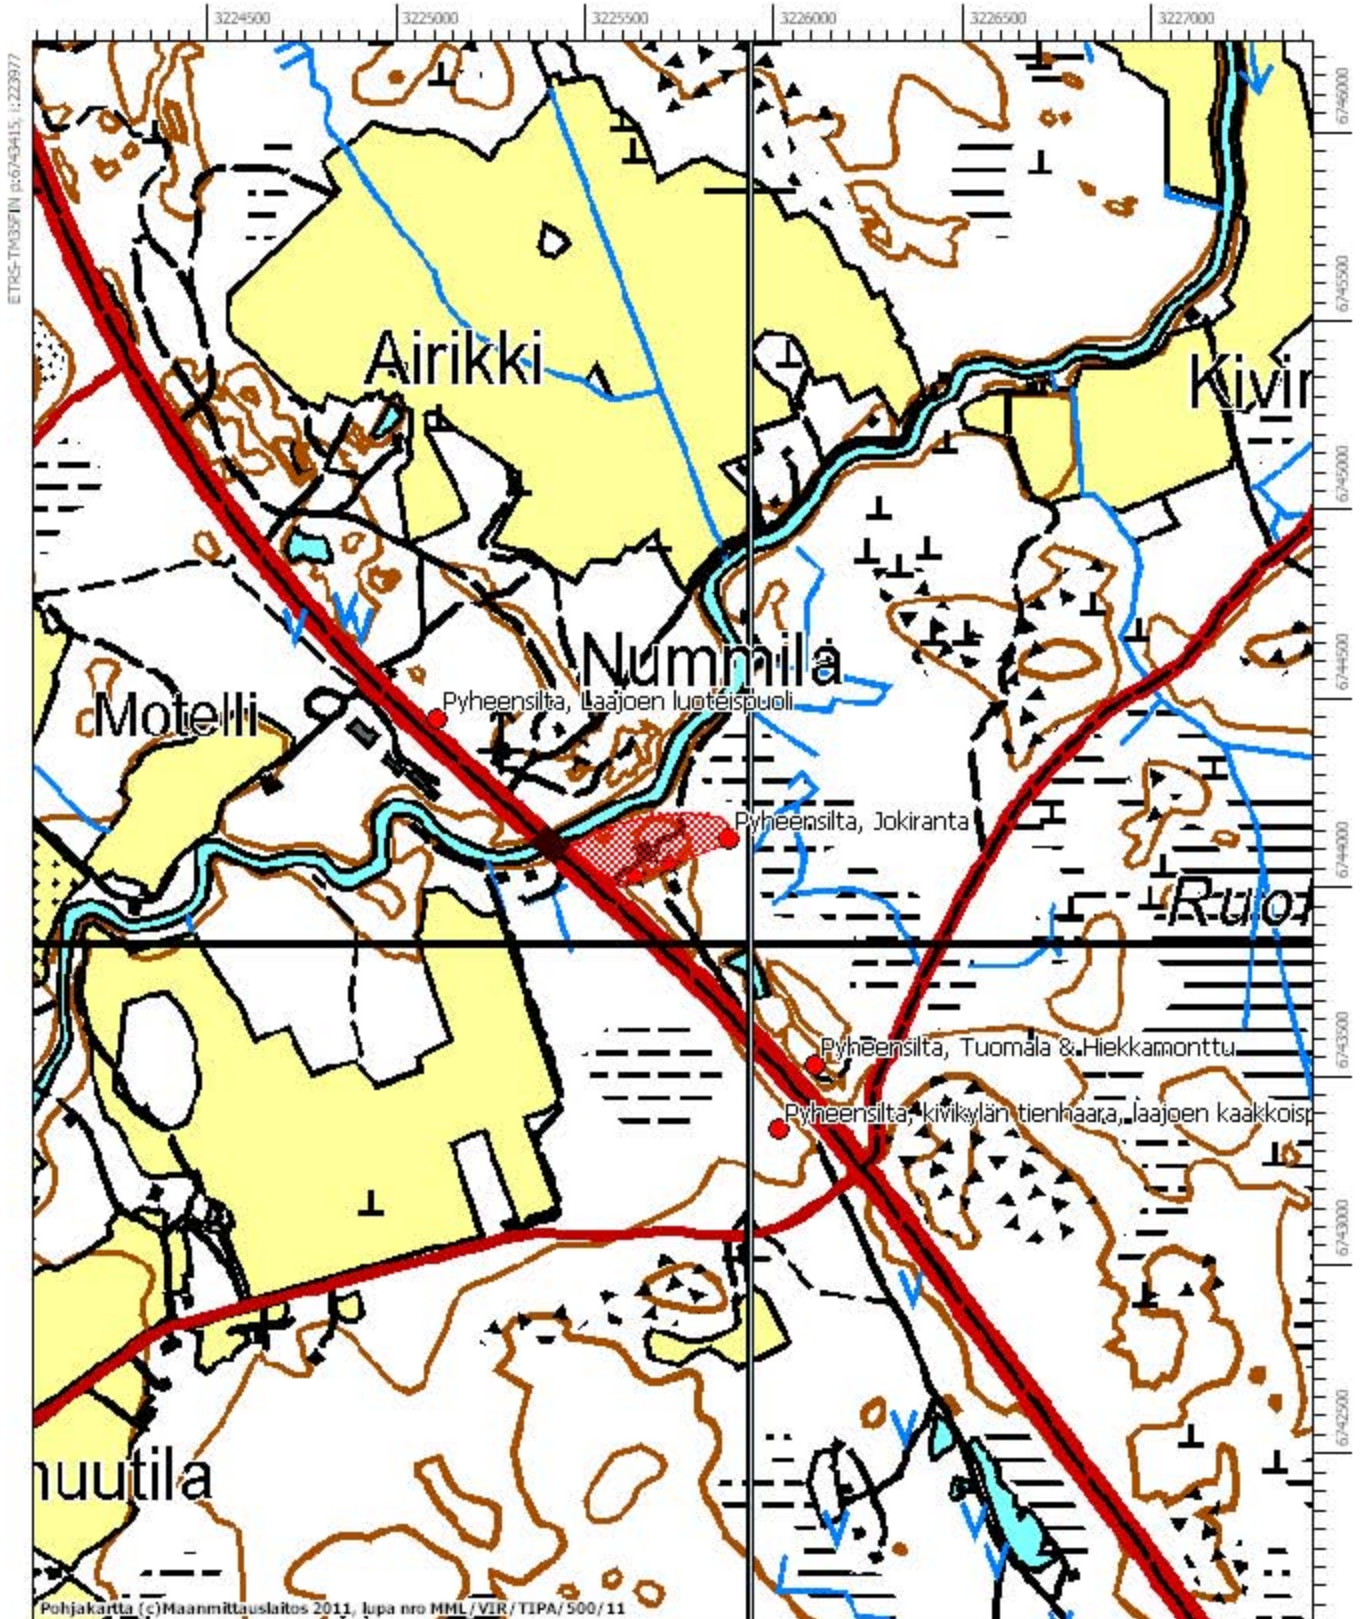 3224500 3225000 3225500 3226000 3226500 3227000
ETRS-TM35FIN p:6743415, i:223977
6746000
6745500
Airikki
Kivir
6745000
Nummila
6744500
Pyheensilta, Laajoen luoteispuoli
Motelli
Pyheensilta, Jokiranta
6744000
6743500
Pyheensilta, Tuomala & Hiekkamonttu
Pyheensilta, kivikylän tienhaara, laajoen kaakkoisp
6743000
6742500
uutila
Pohjakartta (c)Maanmittauslaitos 2011, lupa nro MML/VIR/TIPA/500/11